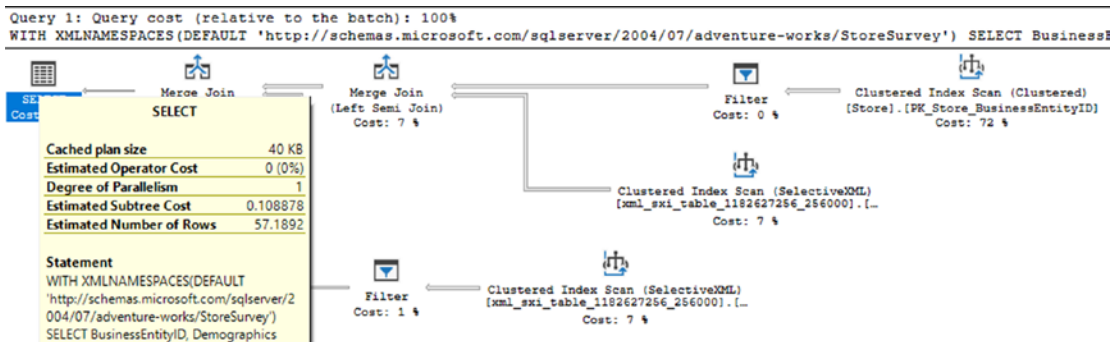 Query 1: Query cost (relative to the batch): 100%
WITH XMLNAMESPACES(DEFAULT 'http://schemas.microsoft.com/sqlserver/2004/07/adventure-works/StoreSurvey') SELECT Business
Merge Join
Merge Join
(Left Semi Join)
Cost: 7 %
Filter
Cost: 0 %
Clustered Index Scan (Clustered)
[Store].[PK_Store_BusinessEntityID]
Cost: 72 %
Cost
SELECT
Cached plan size 40 KB
Estimated Operator Cost 0 (0%)
Degree of Parallelism 1
Estimated Subtree Cost 0.108878
Estimated Number of Rows 57.1892
Statement
WITH XMLNAMESPACES(DEFAULT
'http://schemas.microsoft.com/sqlserver/2
004/07/adventure-works/StoreSurvey')
SELECT BusinessEntityID, Demographics
Clustered Index Scan (SelectiveXML)
[xml_sxi_table_1182627256_256000].[…
Cost: 7 %
Filter
Cost: 1 %
Clustered Index Scan (SelectiveXML)
[xml_sxi_table_1182627256_256000].[…
Cost: 7 %